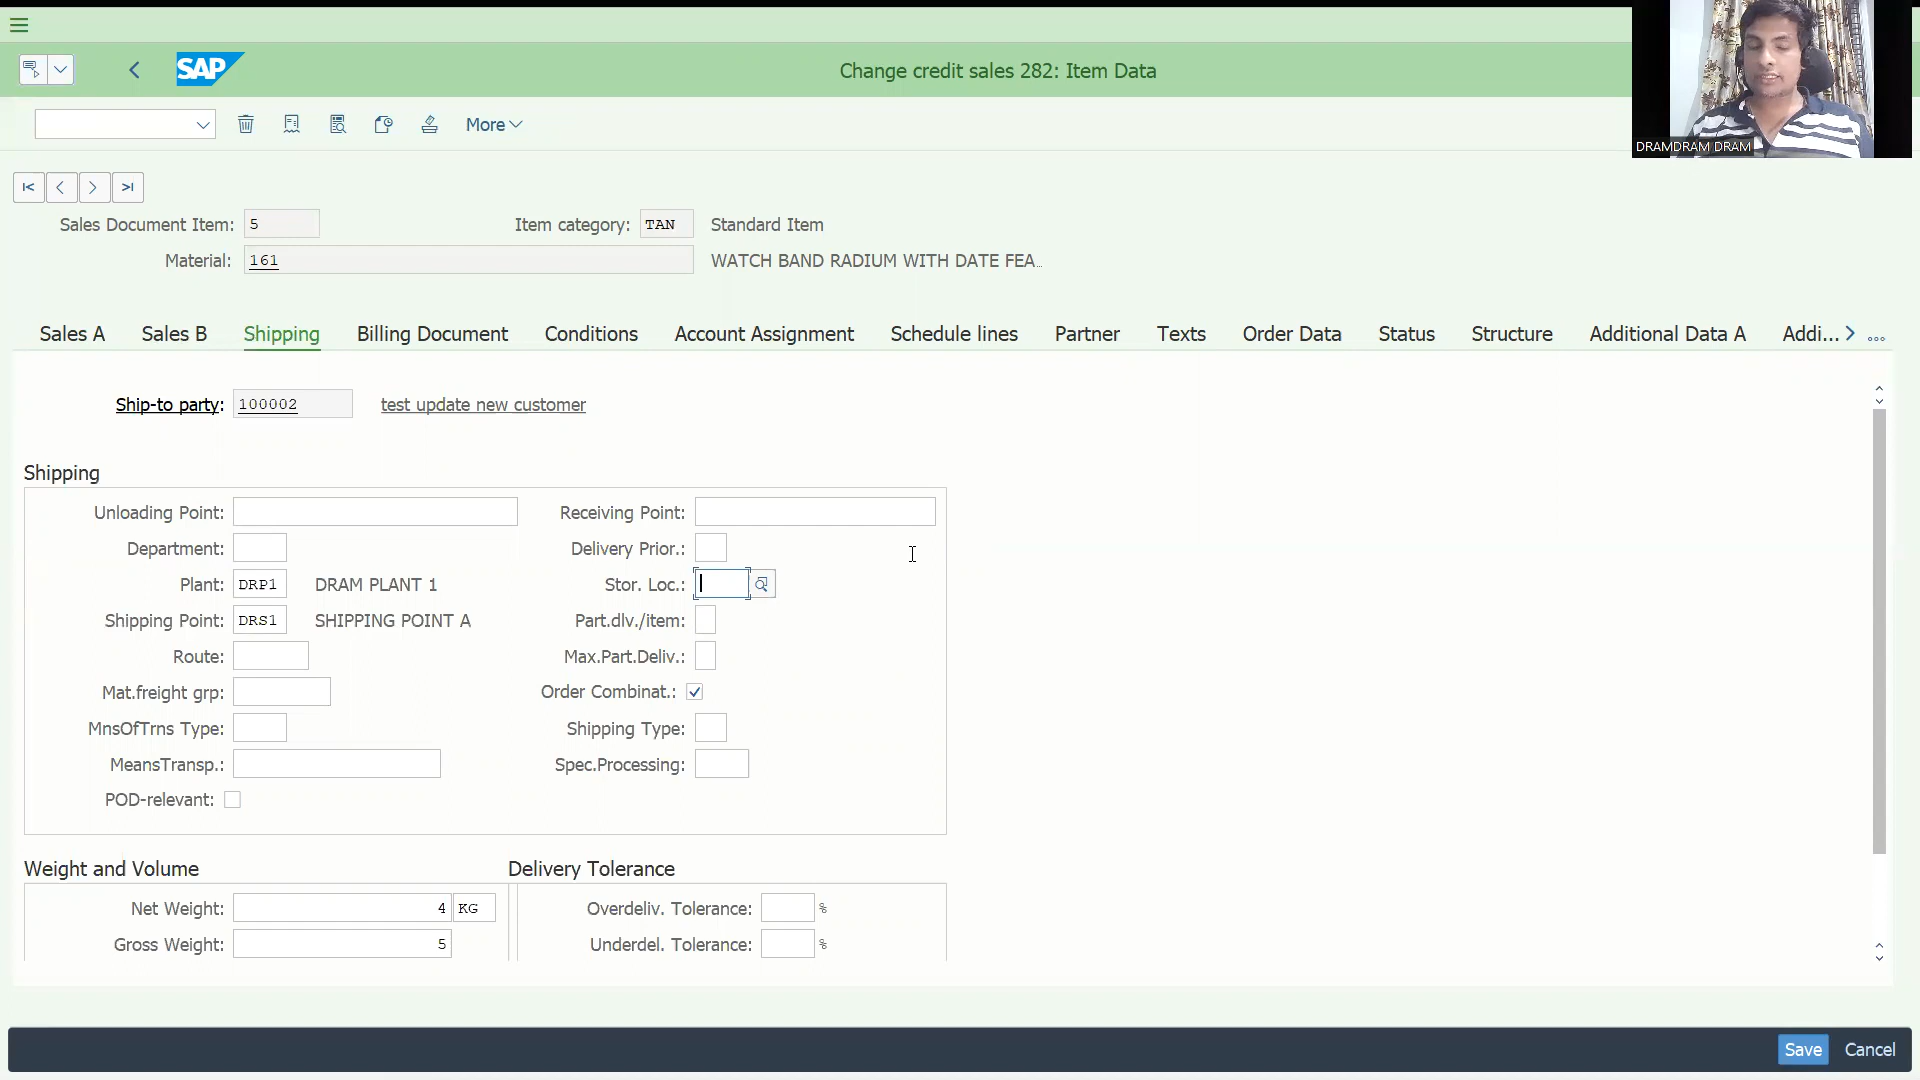 SAP
Change credit sales 282: Item Data
DRAMDRAM DRAM
More
Sales Document Item: 5 Item category: TAN Standard Item
Material: 161 WATCH BAND RADIUM WITH DATE FEA...
Sales A Sales B Shipping Billing Document Conditions Account Assignment Schedule lines Partner Texts Order Data Status Structure Additional Data A Addi... ...
Ship-to party: 100002 test update new customer
Shipping
Unloading Point: Receiving Point:
Department: Delivery Prior.:
Plant: DRP1 DRAM PLANT 1 Stor. Loc.:
Shipping Point: DRS1 SHIPPING POINT A Part.dlv./item:
Route: Max.Part.Deliv.:
Mat.freight grp: Order Combinat.:
MnsOfTrns Type: Shipping Type:
MeansTransp.: Spec.Processing:
POD-relevant:
Weight and Volume Delivery Tolerance
Net Weight: 4 KG Overdeliv. Tolerance: %
Gross Weight: 5 Underdel. Tolerance: %
Save Cancel